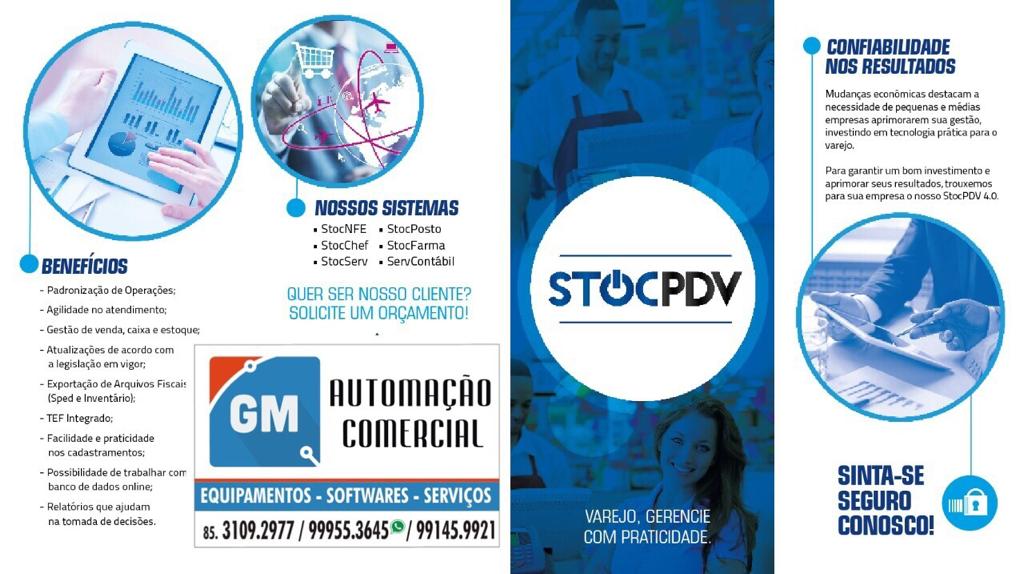 BENEFÍCIOS
- Padronização de Operações;
- Agilidade no atendimento;
- Gestão de venda, caixa e estoque;
- Atualizações de acordo com
a legislação em vigor;
- Exportação de Arquivos Fiscais
(Sped e Inventário);
- TEF Integrado;
- Facilidade e praticidade
nos cadastramentos;
- Possibilidade de trabalhar com
banco de dados online;
- Relatórios que ajudam
na tomada de decisões.
NOSSOS SISTEMAS
▪ StocNFE ▪ StocPosto
▪ StocChef ▪ StocFarma
▪ StocServ ▪ ServContábil
QUER SER NOSSO CLIENTE?
SOLICITE UM ORÇAMENTO!
GM
AUTOMAÇÃO
COMERCIAL
EQUIPAMENTOS - SOFTWARES - SERVIÇOS
85. 3109.2977 / 99955.3645 / 99145.9921
STOCPDV
VAREJO, GERENCIE
COM PRATICIDADE.
CONFIABILIDADE
NOS RESULTADOS
Mudanças econômicas destacam a
necessidade de pequenas e médias
empresas aprimorarem sua gestão,
investindo em tecnologia prática para o
varejo.
Para garantir um bom investimento e
aprimorar seus resultados, trouxemos
para sua empresa o nosso StocPDV 4.0.
SINTA-SE
SEGURO
CONOSCO!